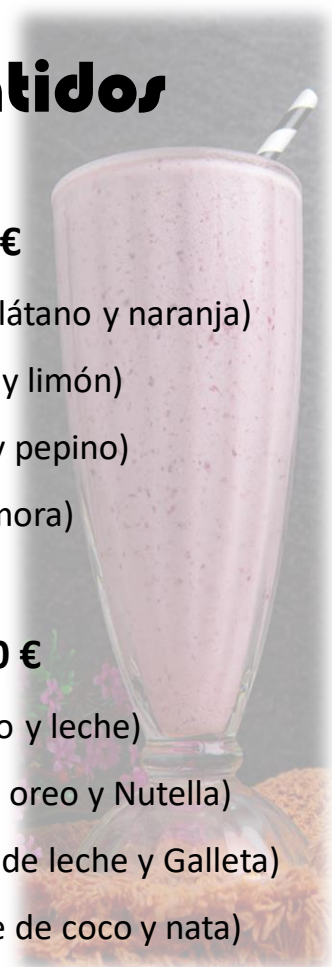 tidos
€
látano y naranja)
y limón)
y pepino)
mora)
0 €
o y leche)
oreo y Nutella)
de leche y Galleta)
e de coco y nata)